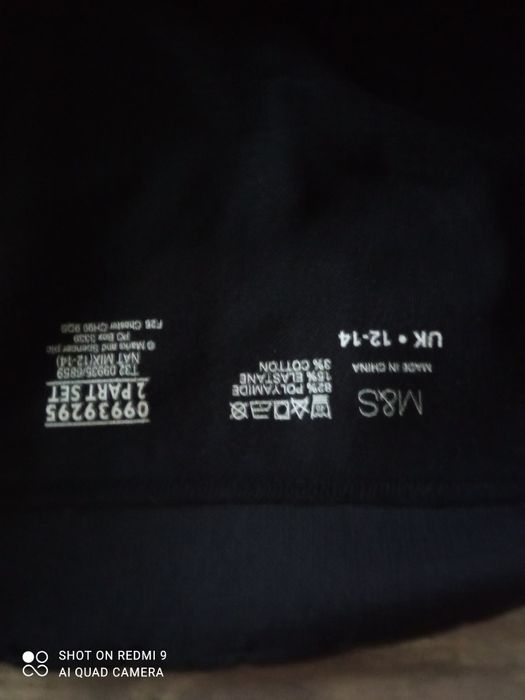 M&S
MADE IN CHINA
UK • 12-14
82% POLYAMIDE
15% ELASTANE
3% COTTON
09939295
2 PART SET
T32 09935/6859
NAT MIX(12-14)
© Marks and Spencer plc
PO Box 3339
Chester CH99 9QS
SHOT ON REDMI 9
AI QUAD CAMERA